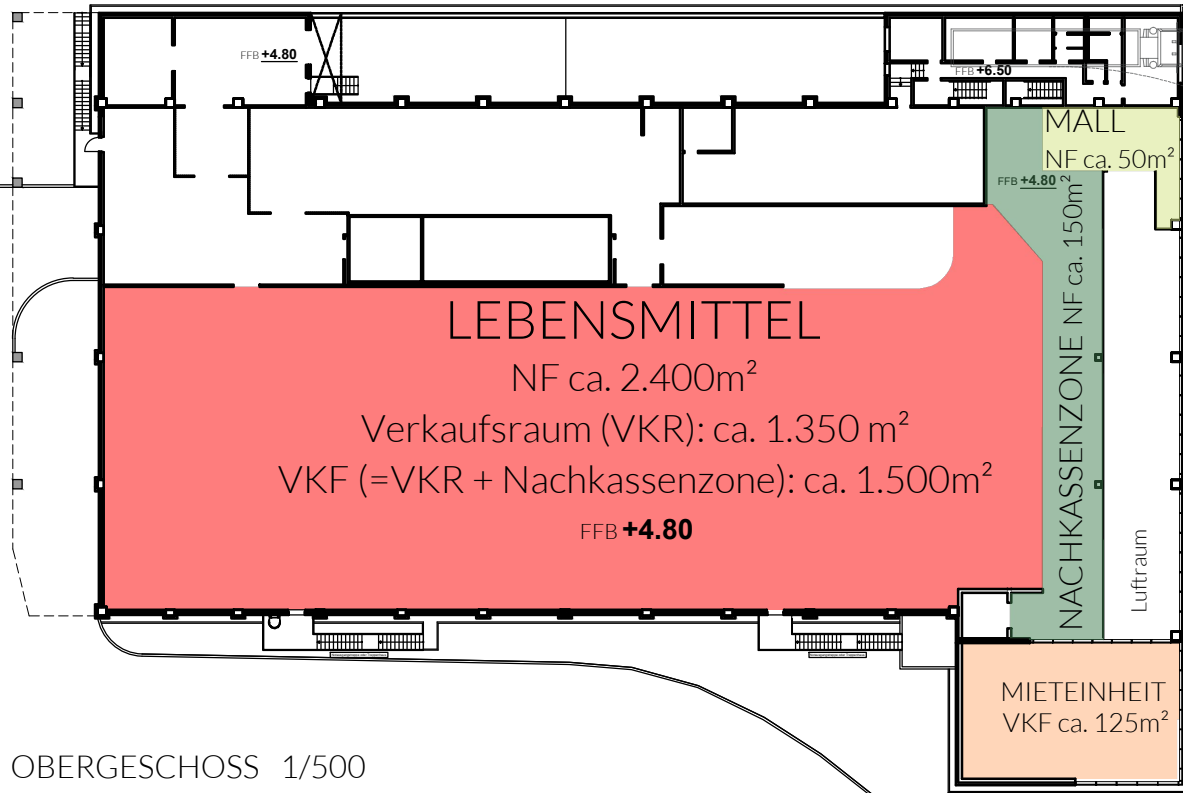 FFB +4.80
FFB +6.50
MALL
NF ca. 50m²
FFB +4.80
NACHKASSENZONE NF ca. 150m²
LEBENSMITTEL
NF ca. 2.400m²
Verkaufsraum (VKR): ca. 1.350 m²
VKF (=VKR + Nachkassenzone): ca. 1.500m²
FFB +4.80
Luftraum
MIETEINHEIT
VKF ca. 125m²
OBERGESCHOSS 1/500